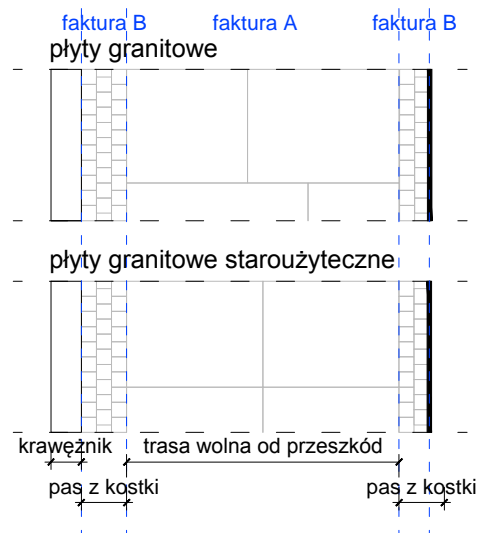 faktura B faktura A faktura B
płyty granitowe
płyty granitowe staroużyteczne
krawężnik trasa wolna od przeszkód
pas z kostki pas z kostki